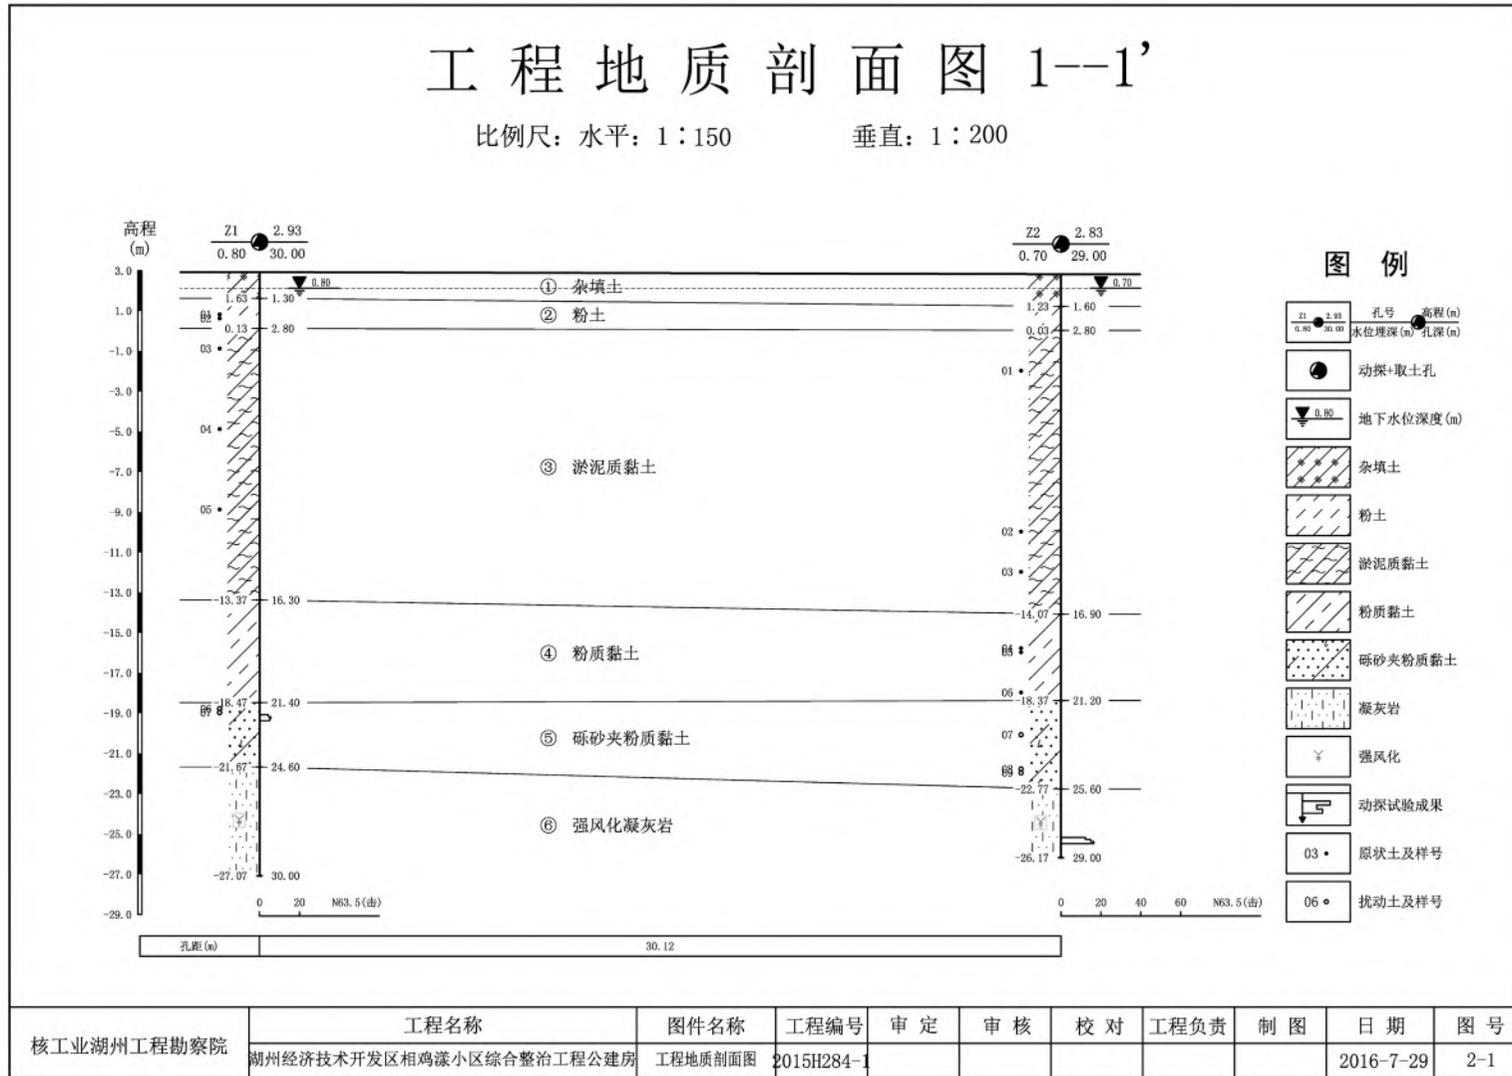 工程地质剖面图 1--1’
比例尺：水平：1：150 垂直：1：200
高程
(m)
3.0
1.0
-1.0
-3.0
-5.0
-7.0
-9.0
-11.0
-13.0
-15.0
-17.0
-19.0
-21.0
-23.0
-25.0
-27.0
-29.0
Z1 2.93
0.80 30.00
0.80
1.63 1.30
01
02
0.13 2.80
03
04
05
-13.37 16.30
-18.47 21.40
06
07
-21.67 24.60
-27.07 30.00
0 20 N63.5(击)
① 杂填土
② 粉土
③ 淤泥质黏土
④ 粉质黏土
⑤ 砾砂夹粉质黏土
⑥ 强风化凝灰岩
Z2 2.83
0.70 29.00
0.70
1.23 1.60
0.03 2.80
01
02
03
-14.07 16.90
04
05
06
-18.37 21.20
07
08
09
-22.77 25.60
-26.17 29.00
0 20 40 60 N63.5(击)
孔距(m) 30.12
图 例
Z1 2.93
0.80 30.00
孔号 高程(m)
水位埋深(m) 孔深(m)
动探+取土孔
0.80 地下水位深度(m)
杂填土
粉土
淤泥质黏土
粉质黏土
砾砂夹粉质黏土
凝灰岩
强风化
动探试验成果
03 原状土及样号
06 扰动土及样号
核工业湖州工程勘察院
工程名称 图件名称 工程编号 审 定 审 核 校 对 工程负责 制 图 日 期 图 号
湖州经济技术开发区相鸡漾小区综合整治工程公建房 工程地质剖面图 2015H284-1 2016-7-29 2-1